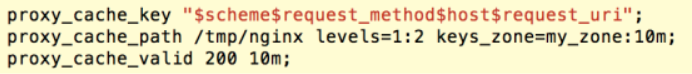 proxy_cache_key "$scheme$request_method$host$request_uri";
proxy_cache_path /tmp/nginx levels=1:2 keys_zone=my_zone:10m;
proxy_cache_valid 200 10m;